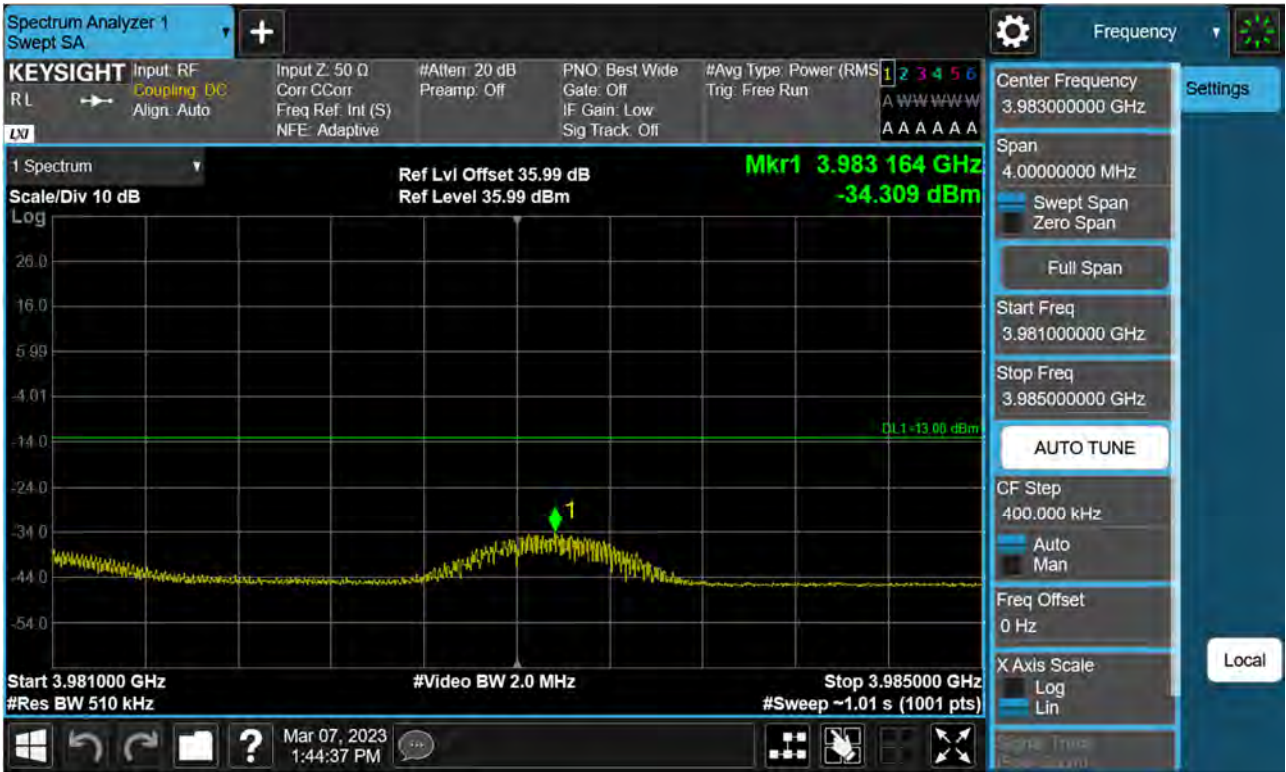 Spectrum Analyzer 1
Swept SA
+
Frequency
KEYSIGHT
RL
LXI
Input: RF
Coupling: DC
Align: Auto
Input Z: 50 Ω
Corr CCorr
Freq Ref: Int (S)
NFE: Adaptive
#Atten: 20 dB
Preamp: Off
PNO: Best Wide
Gate: Off
IF Gain: Low
Sig Track: Off
#Avg Type: Power (RMS
Trig: Free Run
1 2 3 4 5 6
A W W W W W
A A A A A A
1 Spectrum
Scale/Div 10 dB
Log
Ref Lvl Offset 35.99 dB
Ref Level 35.99 dBm
Mkr1 3.983 164 GHz
-34.309 dBm
26.0
16.0
5.99
-4.01
DL1 -13.00 dBm
-14.0
-24.0
1
-34.0
-44.0
-54.0
Start 3.981000 GHz
#Res BW 510 kHz
#Video BW 2.0 MHz
Stop 3.985000 GHz
#Sweep ~1.01 s (1001 pts)
?
Mar 07, 2023
1:44:37 PM
Center Frequency
3.983000000 GHz
Span
4.00000000 MHz
Swept Span
Zero Span
Full Span
Start Freq
3.981000000 GHz
Stop Freq
3.985000000 GHz
AUTO TUNE
CF Step
400.000 kHz
Auto
Man
Freq Offset
0 Hz
X Axis Scale
Log
Lin
Settings
Local